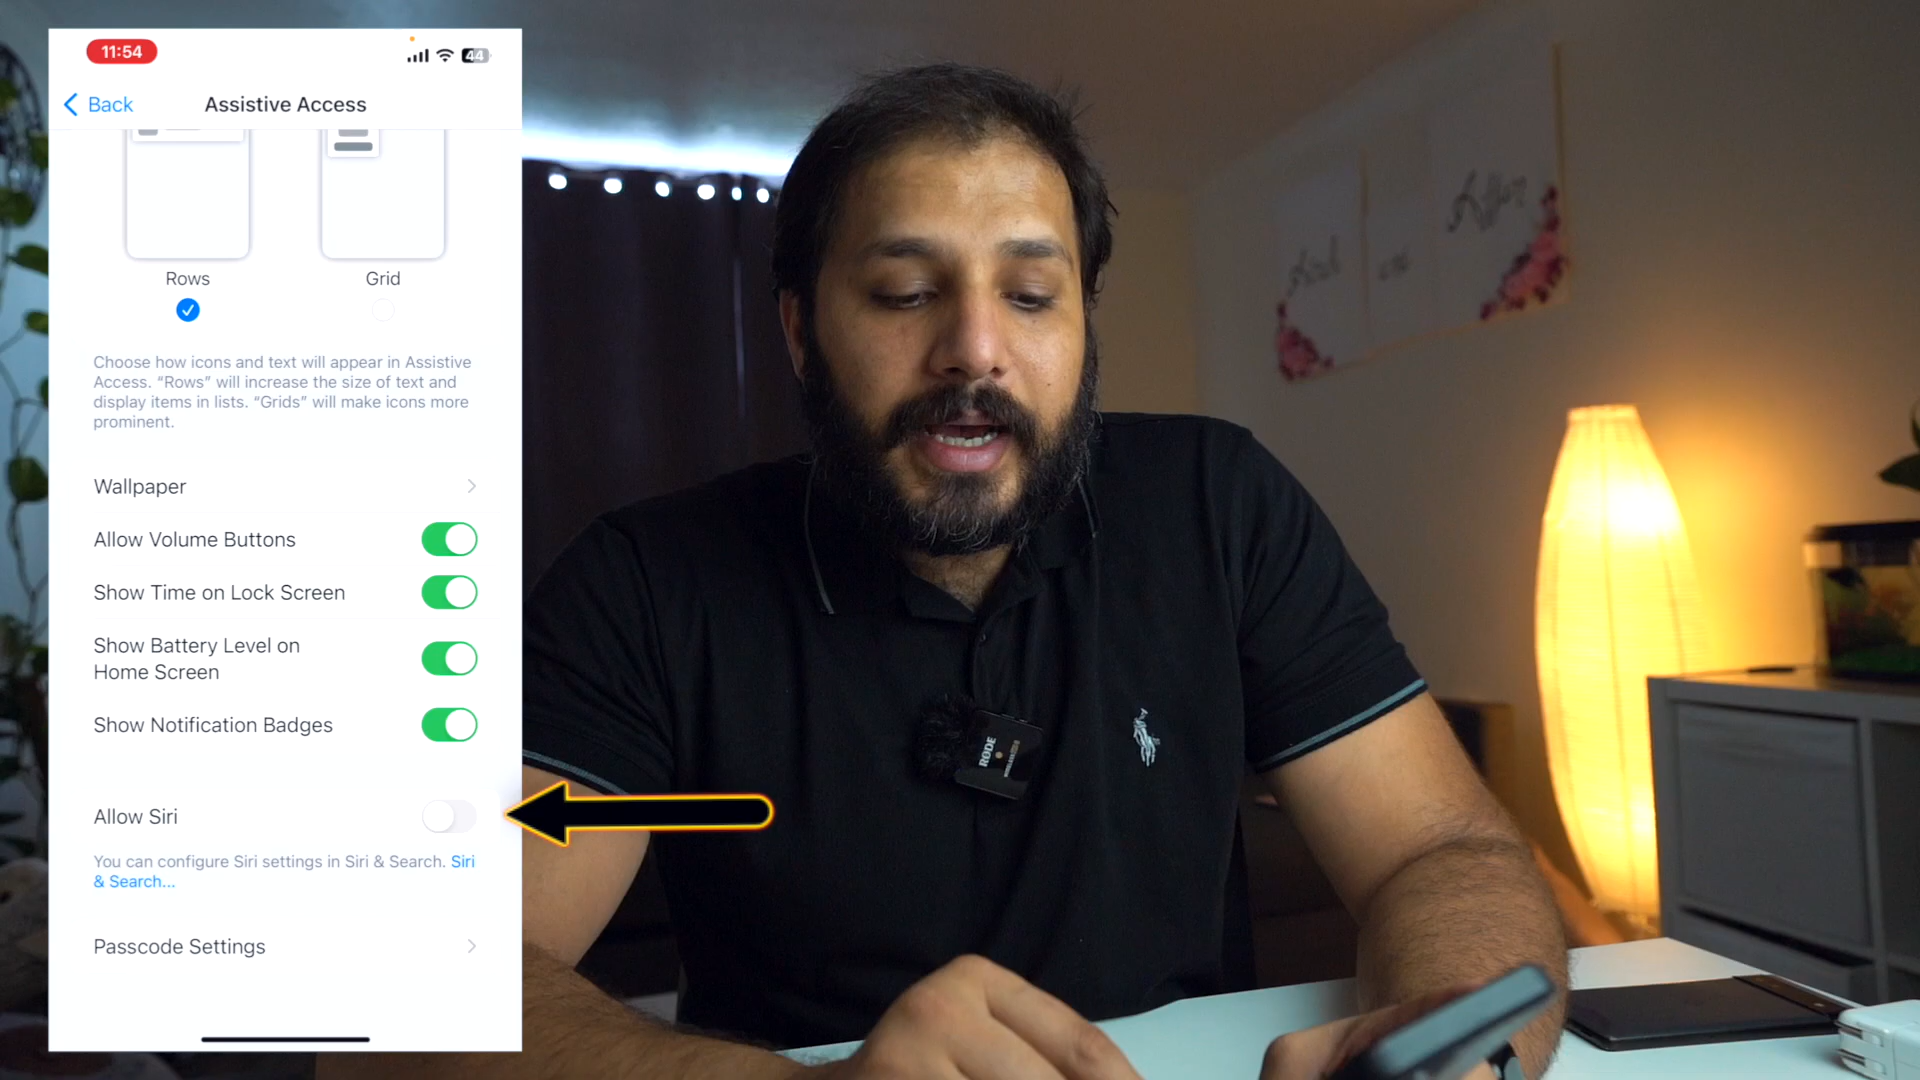 11:54
44
Back
Assistive Access
Rows
Grid
Choose how icons and text will appear in Assistive
Access. “Rows” will increase the size of text and
display items in lists. “Grids” will make icons more
prominent.
Wallpaper
Allow Volume Buttons
Show Time on Lock Screen
Show Battery Level on
Home Screen
Show Notification Badges
Allow Siri
You can configure Siri settings in Siri & Search. Siri
& Search...
Passcode Settings
RØDE